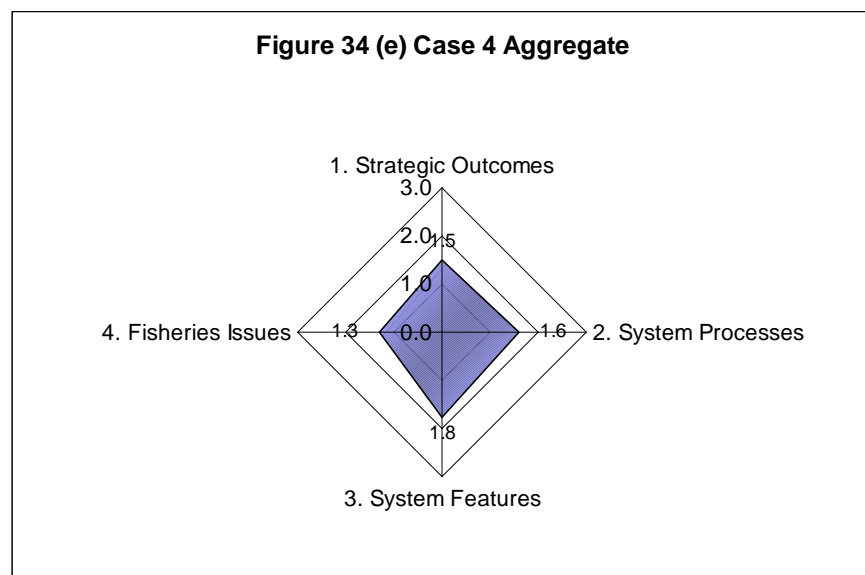 Figure 34 (e) Case 4 Aggregate
1. Strategic Outcomes
3.0
2.0
1.5
1.0
4. Fisheries Issues
1.3
0.0
1.6
2. System Processes
1.8
3. System Features